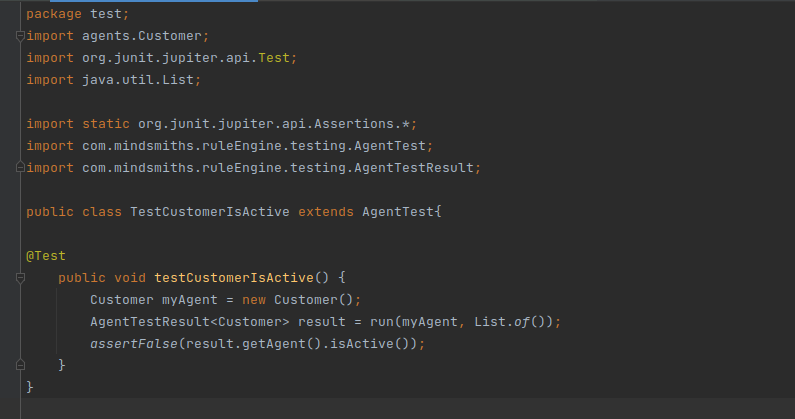 package test;
import agents.Customer;
import org.junit.jupiter.api.Test;
import java.util.List;
import static org.junit.jupiter.api.Assertions.*;
import com.mindsmiths.ruleEngine.testing.AgentTest;
import com.mindsmiths.ruleEngine.testing.AgentTestResult;
public class TestCustomerIsActive extends AgentTest{
@Test
    public void testCustomerIsActive() {
        Customer myAgent = new Customer();
        AgentTestResult<Customer> result = run(myAgent, List.of());
        assertFalse(result.getAgent().isActive());
    }
}